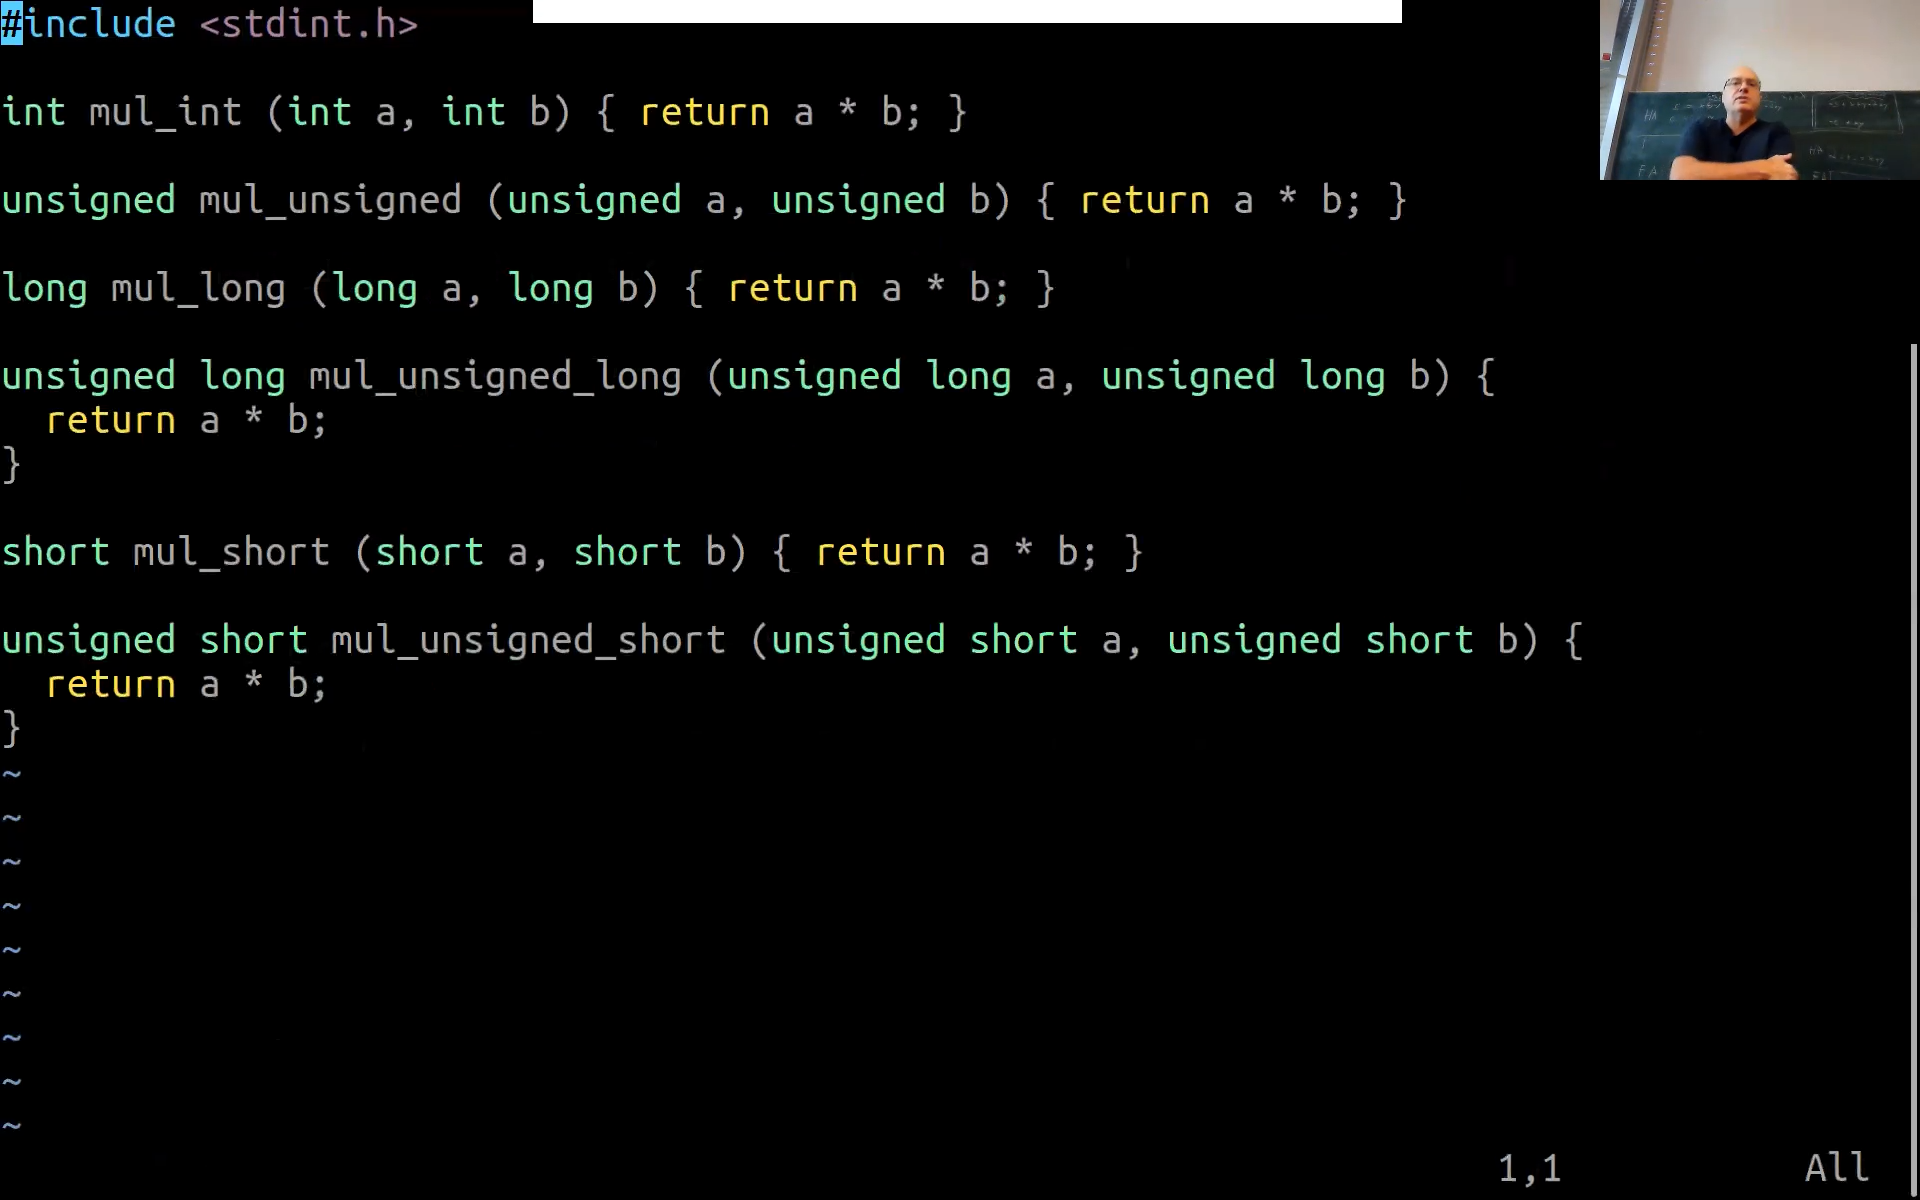 #include <stdint.h>
int mul_int (int a, int b) { return a * b; }
unsigned mul_unsigned (unsigned a, unsigned b) { return a * b; }
long mul_long (long a, long b) { return a * b; }
unsigned long mul_unsigned_long (unsigned long a, unsigned long b) {
  return a * b;
}
short mul_short (short a, short b) { return a * b; }
unsigned short mul_unsigned_short (unsigned short a, unsigned short b) {
  return a * b;
}
~
~
~
~
~
~
~
~
~
1,1 All